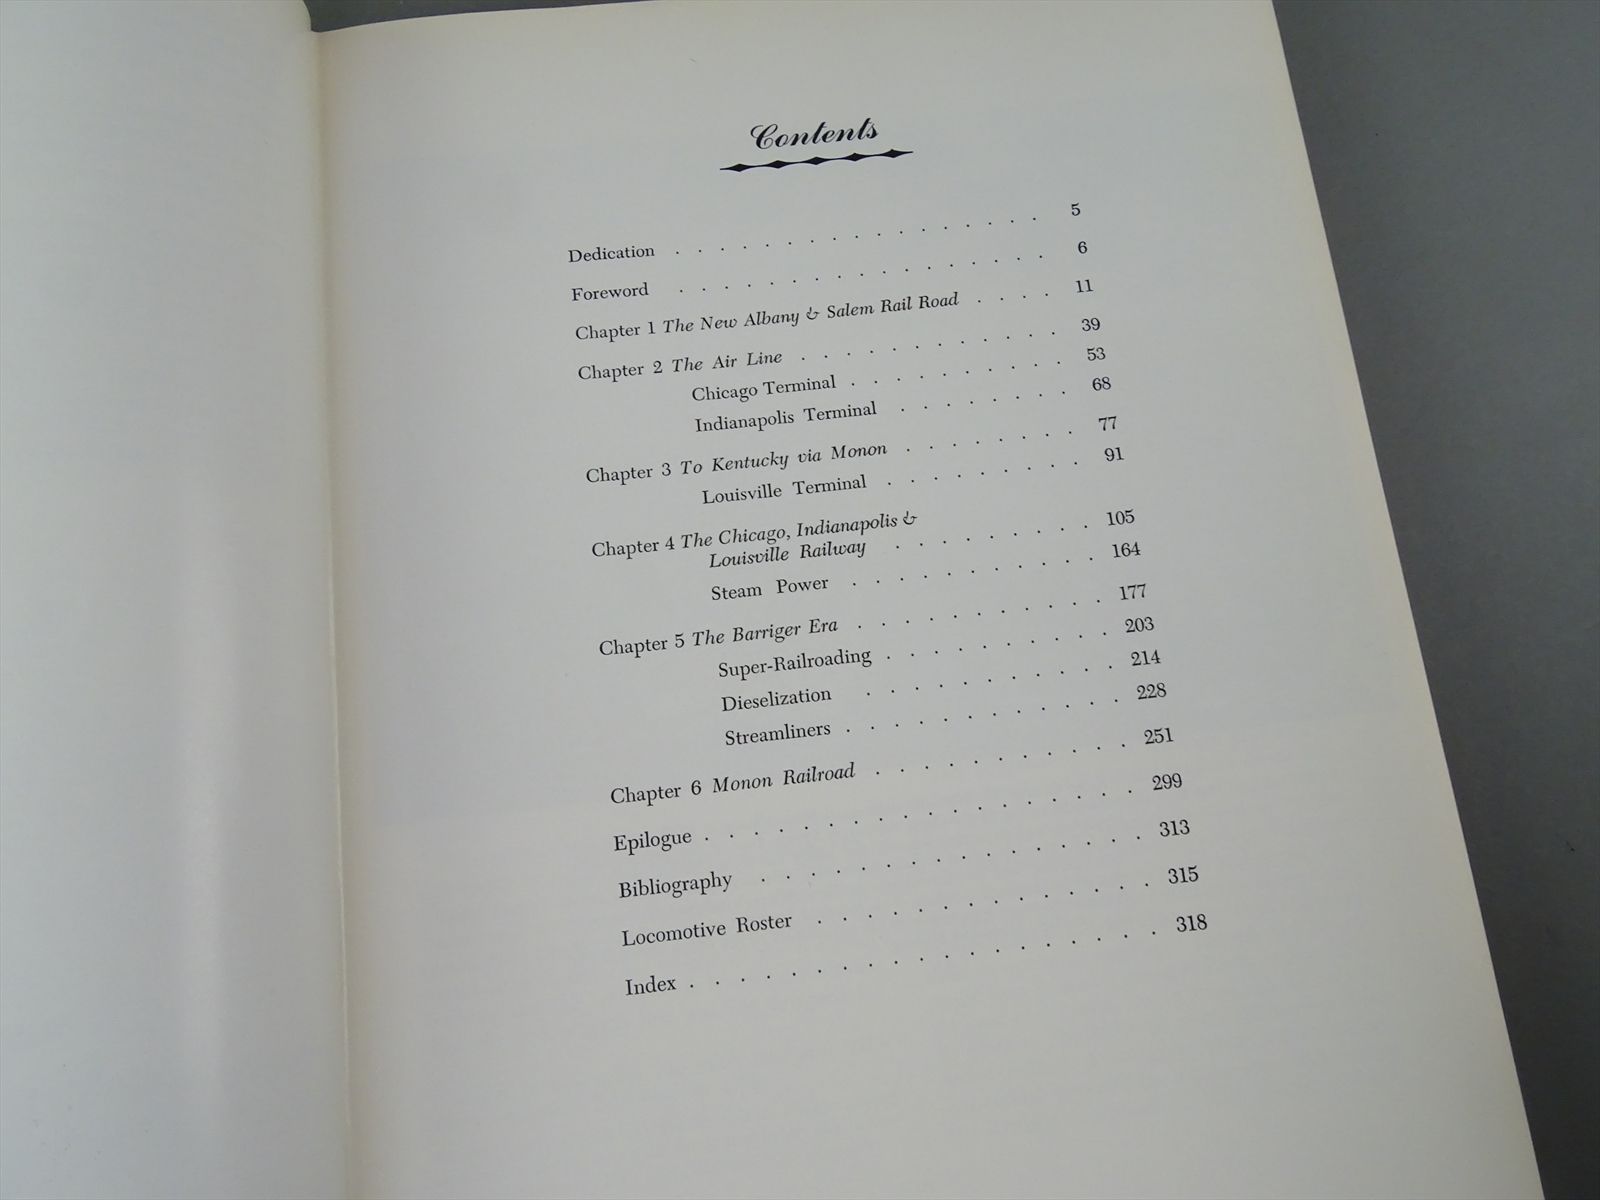 Contents
Dedication . . . . . . . . . . . . . . . . . 5
Foreword . . . . . . . . . . . . . . . . . 6
Chapter 1 The New Albany & Salem Rail Road . . . . 11
Chapter 2 The Air Line . . . . . . . . . . . . 39
Chicago Terminal . . . . . . . . . . 53
Indianapolis Terminal . . . . . . . . 68
Chapter 3 To Kentucky via Monon . . . . . . . . 77
Louisville Terminal . . . . . . . . . 91
Chapter 4 The Chicago, Indianapolis &
Louisville Railway . . . . . . . . . 105
Steam Power . . . . . . . . . . . 164
Chapter 5 The Barriger Era . . . . . . . . . . . 177
Super-Railroading . . . . . . . . . . 203
Dieselization . . . . . . . . . . . 214
Streamliners . . . . . . . . . . . . 228
Chapter 6 Monon Railroad . . . . . . . . . . . 251
Epilogue . . . . . . . . . . . . . . . . . . 299
Bibliography . . . . . . . . . . . . . . . . 313
Locomotive Roster . . . . . . . . . . . . . . 315
Index . . . . . . . . . . . . . . . . . . . 318